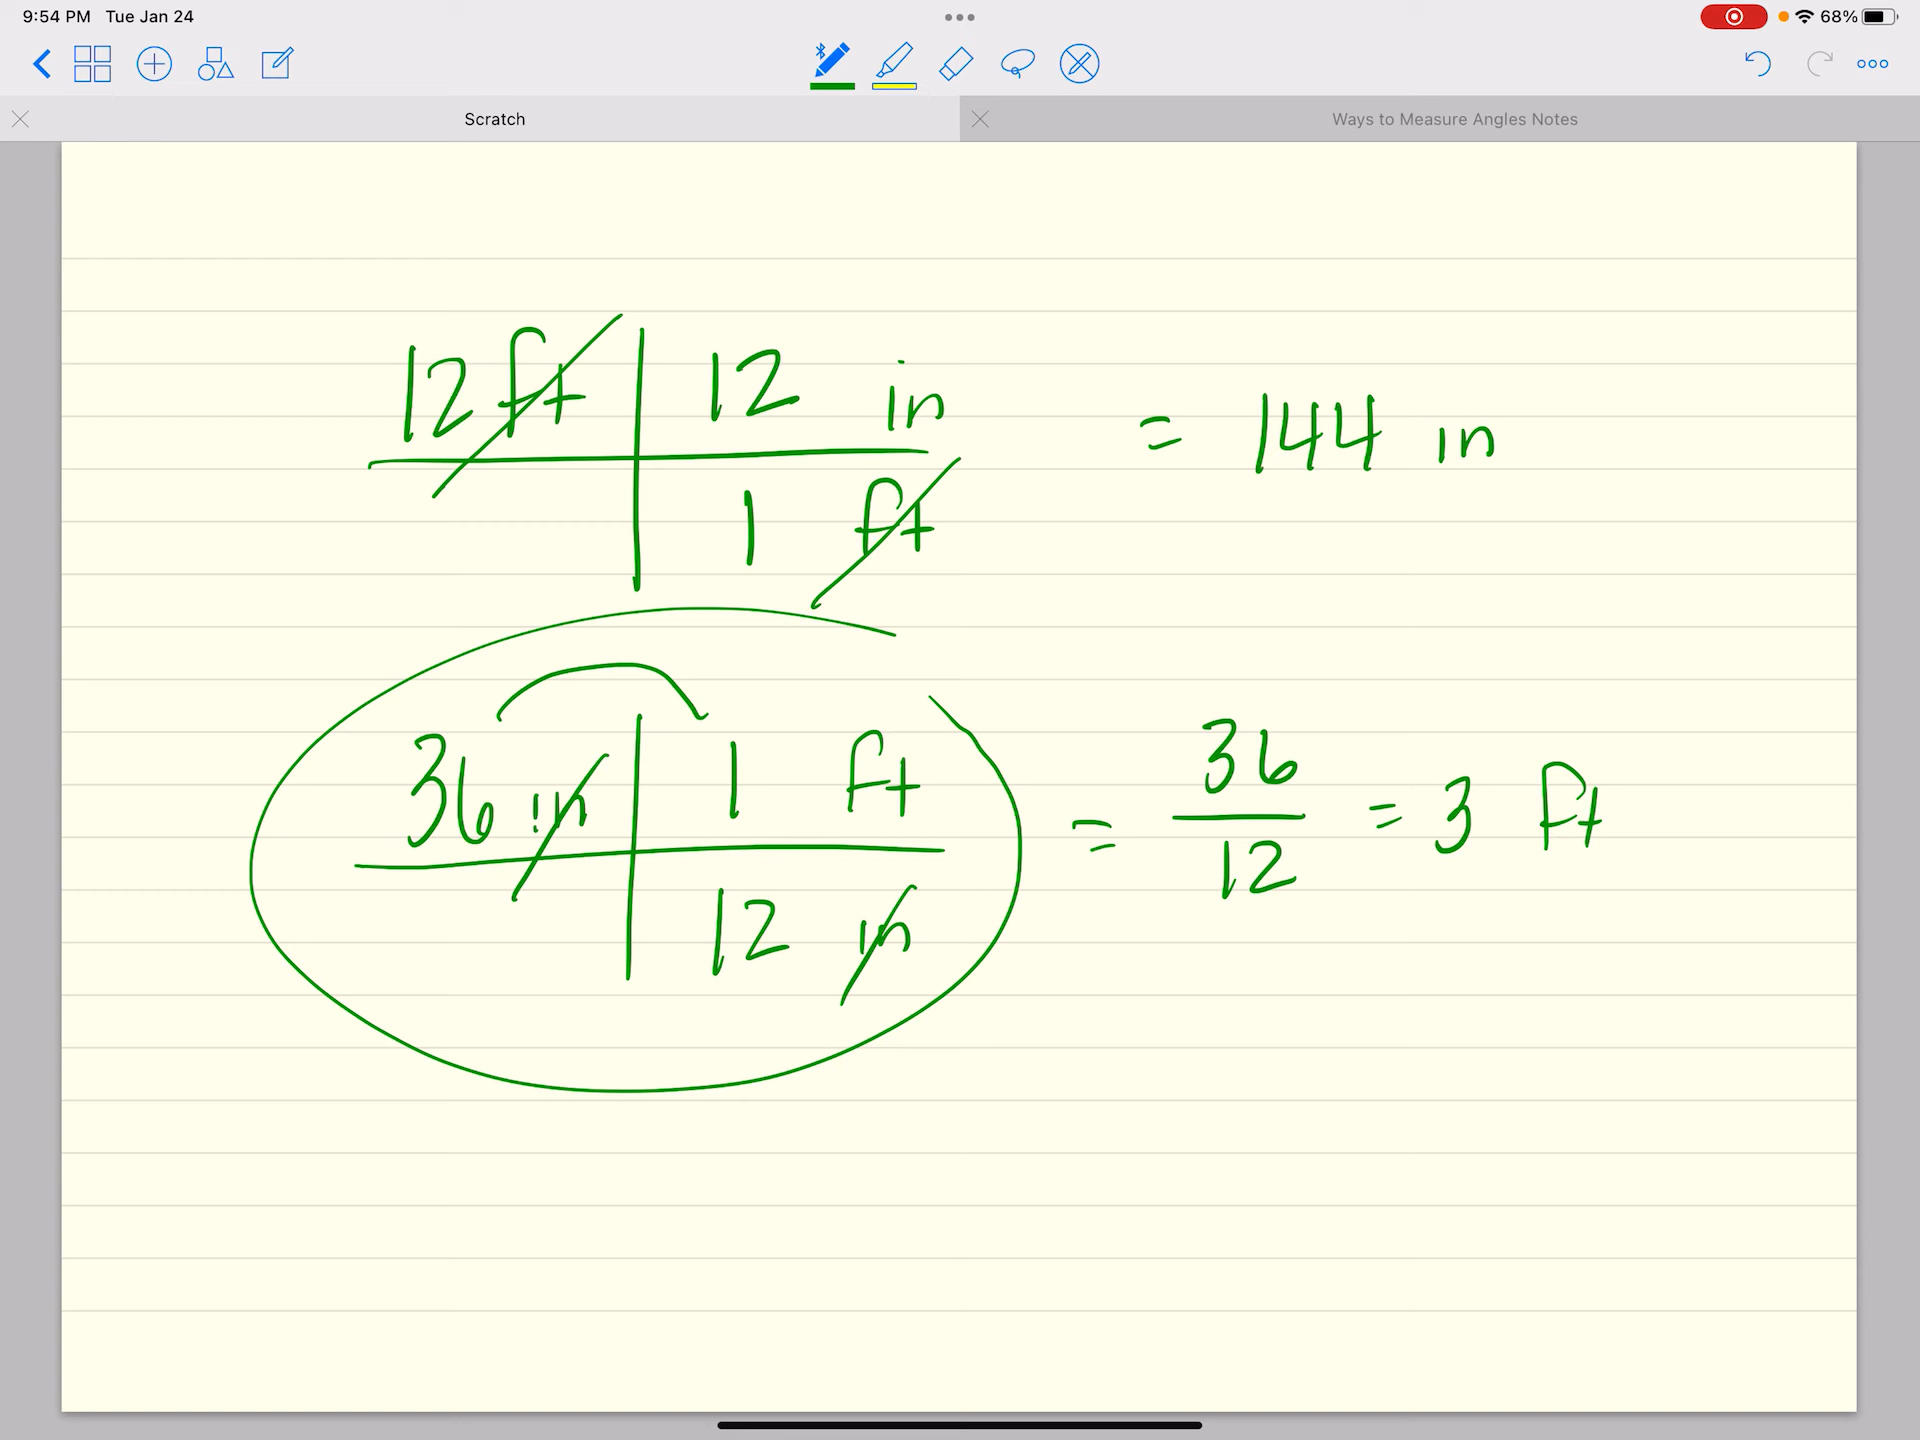 9:54 PM Tue Jan 24
68%
Scratch
Ways to Measure Angles Notes
12 ft | 12 in
= 144 in
1 ft
36 in | 1 ft
= 36/12 = 3 ft
12 in